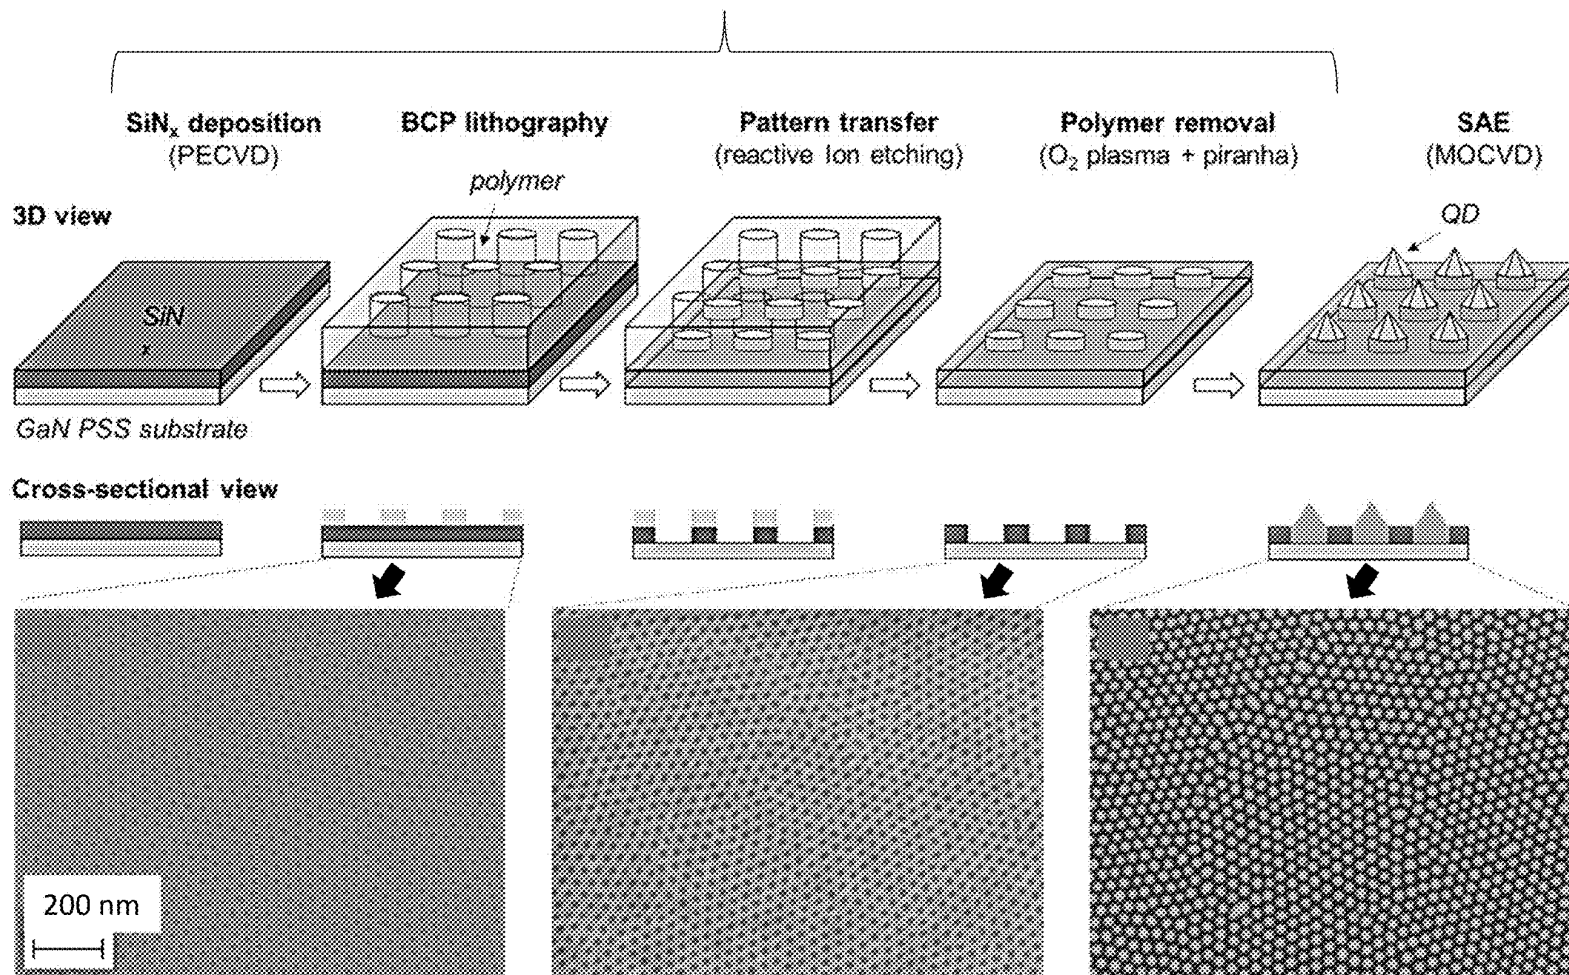 SiNx deposition
(PECVD)
BCP lithography
Pattern transfer
(reactive Ion etching)
Polymer removal
(O2 plasma + piranha)
SAE
(MOCVD)
polymer
QD
3D view
SiN
x
GaN PSS substrate
Cross-sectional view
200 nm